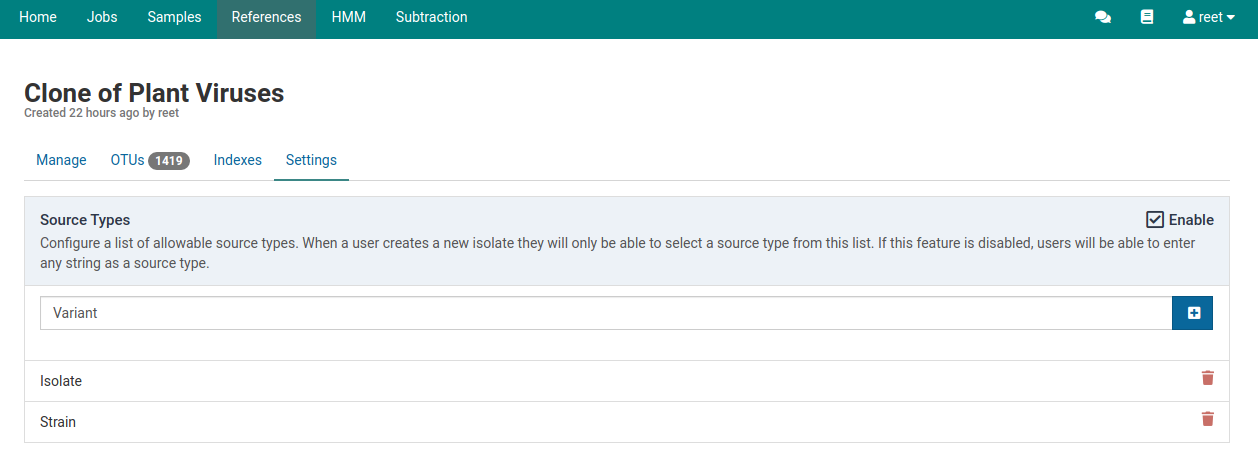 Home Jobs Samples References HMM Subtraction reet
Clone of Plant Viruses
Created 22 hours ago by reet
Manage OTUs 1419 Indexes Settings
Source Types Enable
Configure a list of allowable source types. When a user creates a new isolate they will only be able to select a source type from this list. If this feature is disabled, users will be able to enter
any string as a source type.
Variant
Isolate
Strain